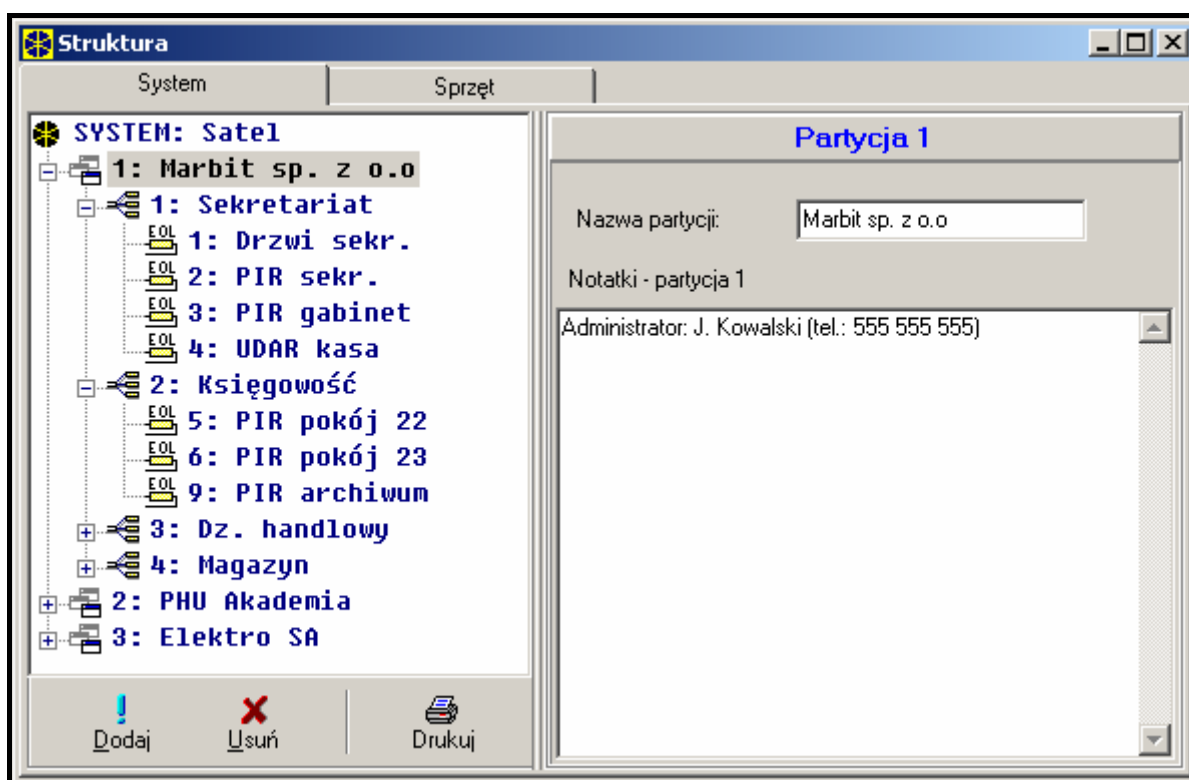 Struktura
System
Sprzęt
SYSTEM: Satel
1: Marbit sp. z o.o
1: Sekretariat
EOL 1: Drzwi sekr.
EOL 2: PIR sekr.
EOL 3: PIR gabinet
EOL 4: UDAR kasa
2: Księgowość
EOL 5: PIR pokój 22
EOL 6: PIR pokój 23
EOL 9: PIR archiwum
3: Dz. handlowy
4: Magazyn
2: PHU Akademia
3: Elektro SA
Dodaj
Usuń
Drukuj
Partycja 1
Nazwa partycji: Marbit sp. z o.o
Notatki - partycja 1
Administrator: J. Kowalski (tel.: 555 555 555)